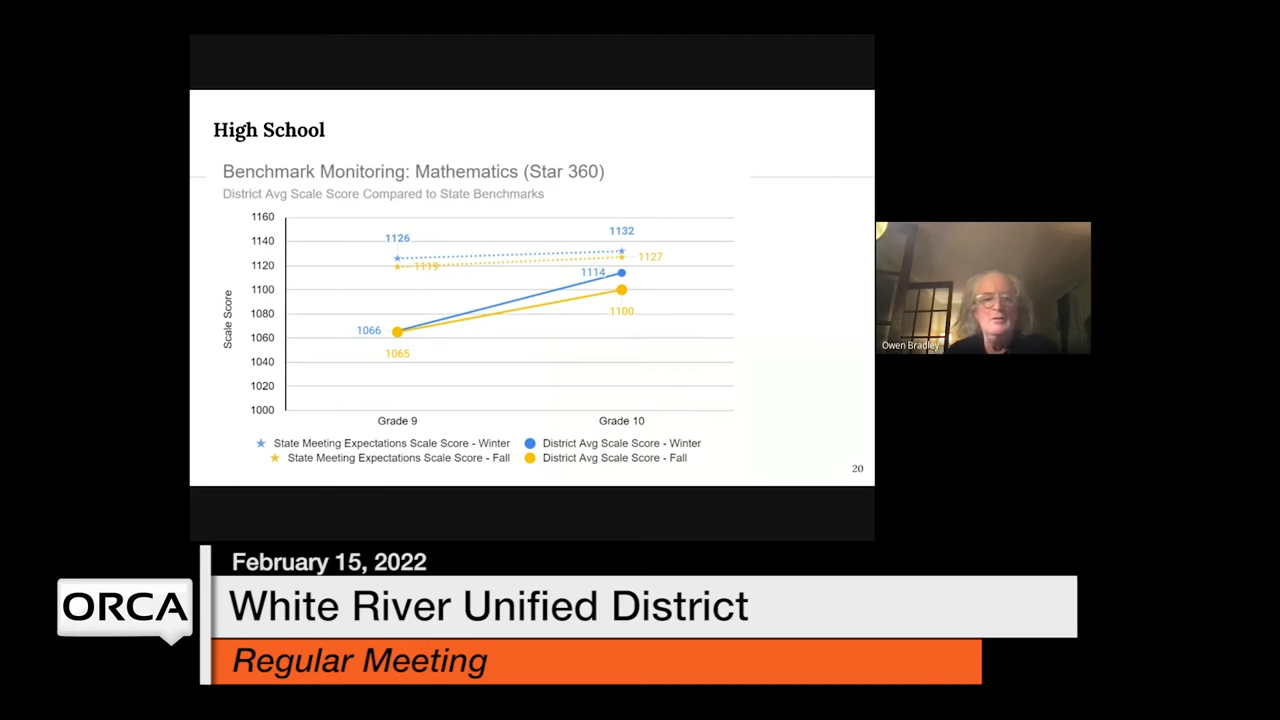 High School
Benchmark Monitoring: Mathematics (Star 360)
District Avg Scale Score Compared to State Benchmarks
Scale Score
1160
1140
1120
1100
1080
1060
1040
1020
1000
1126
1132
1119
1127
1114
1066
1100
1065
Grade 9
Grade 10
State Meeting Expectations Scale Score - Winter
District Avg Scale Score - Winter
State Meeting Expectations Scale Score - Fall
District Avg Scale Score - Fall
20
Owen Bradley
February 15, 2022
ORCA
White River Unified District
Regular Meeting